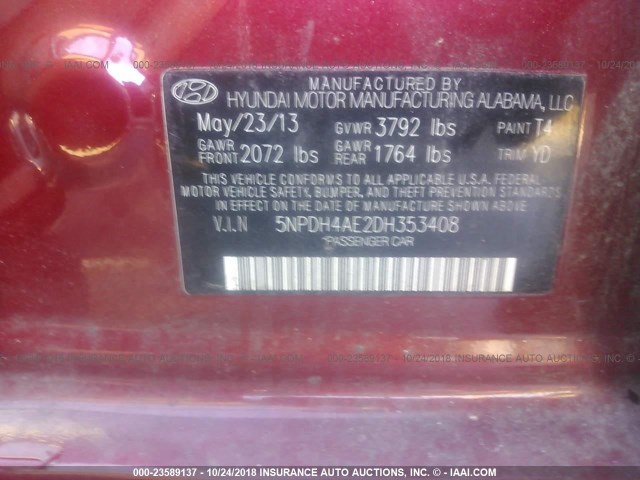 MANUFACTURED BY
HYUNDAI MOTOR MANUFACTURING ALABAMA, LLC
May/23/13 GVWR 3792 lbs PAINT T4
GAWR FRONT 2072 lbs GAWR REAR 1764 lbs TRIM YD
THIS VEHICLE CONFORMS TO ALL APPLICABLE U.S.A. FEDERAL
MOTOR VEHICLE SAFETY, BUMPER, AND THEFT PREVENTION STANDARDS
IN EFFECT ON THE DATE OF MANUFACTURE SHOWN ABOVE.
V.I.N 5NPDH4AE2DH353408
PASSENGER CAR
000-23589137 - 10/24/2018 INSURANCE AUTO AUCTIONS, INC. - © IAAI.COM